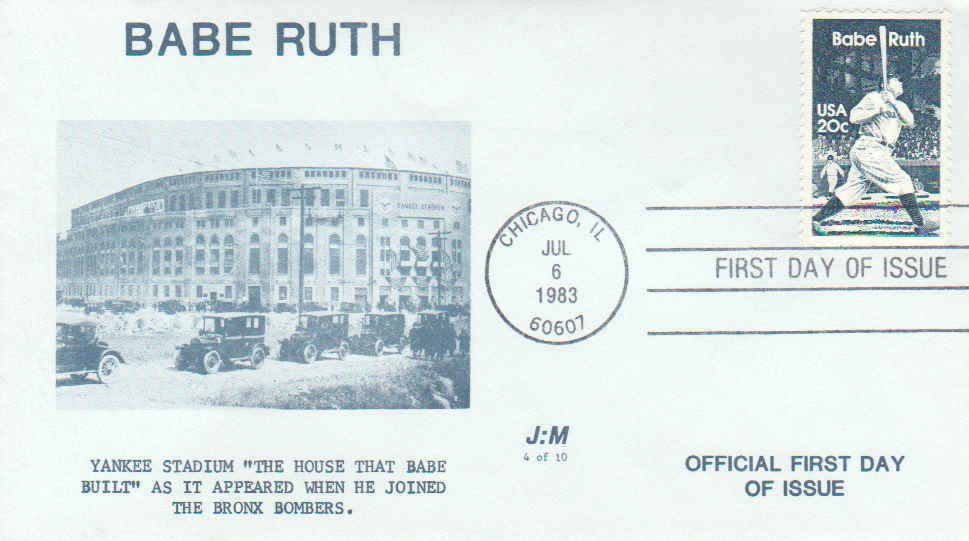 BABE RUTH
Babe Ruth
USA
20c
YANKEE STADIUM
CHICAGO, IL
JUL
6
1983
60607
FIRST DAY OF ISSUE
J:M
4 of 10
YANKEE STADIUM "THE HOUSE THAT BABE
BUILT" AS IT APPEARED WHEN HE JOINED
THE BRONX BOMBERS.
OFFICIAL FIRST DAY
OF ISSUE